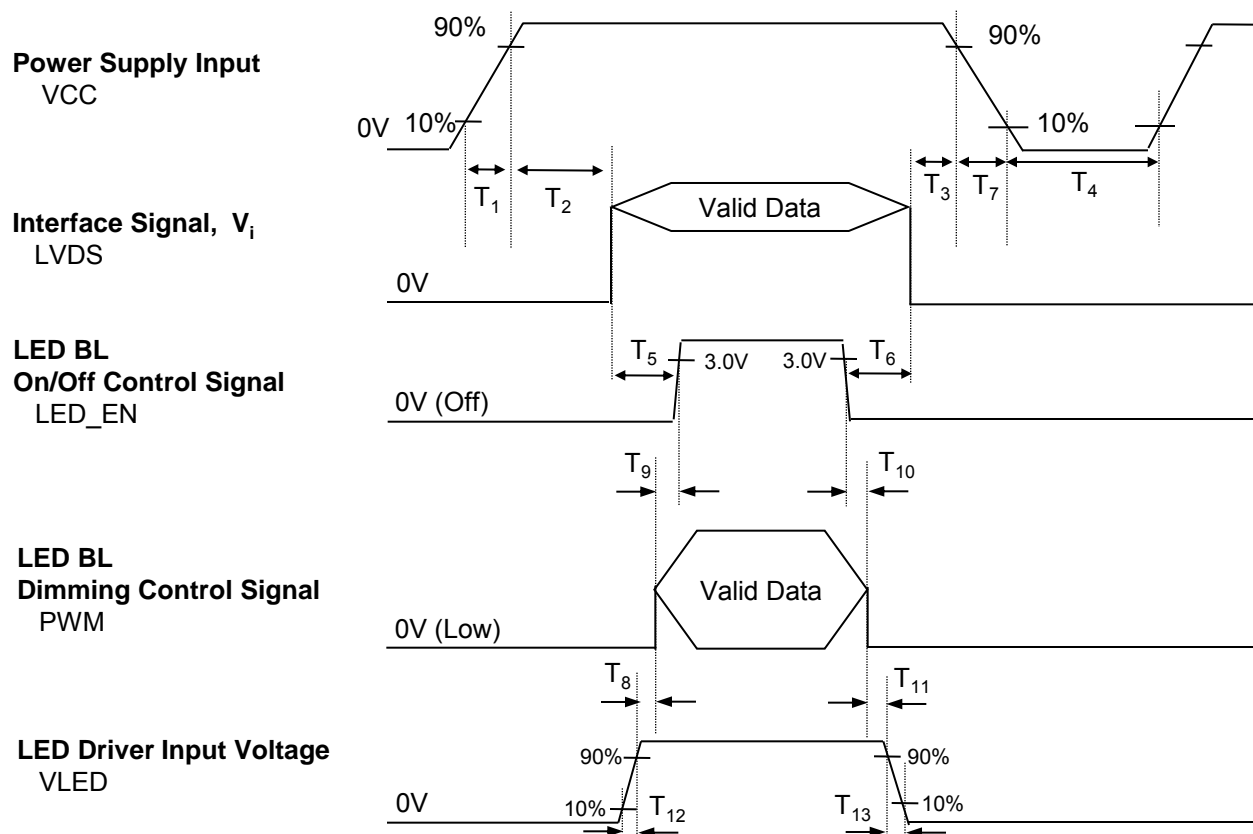 90%
90%
Power Supply Input
VCC
0V
10%
10%
T1
T2
T3
T7
T4
Valid Data
Interface Signal, Vi
LVDS
0V
LED BL
On/Off Control Signal
LED_EN
T5
3.0V
3.0V
T6
0V (Off)
T9
T10
LED BL
Dimming Control Signal
PWM
Valid Data
0V (Low)
T8
T11
LED Driver Input Voltage
VLED
90%
90%
0V
10%
T12
T13
10%